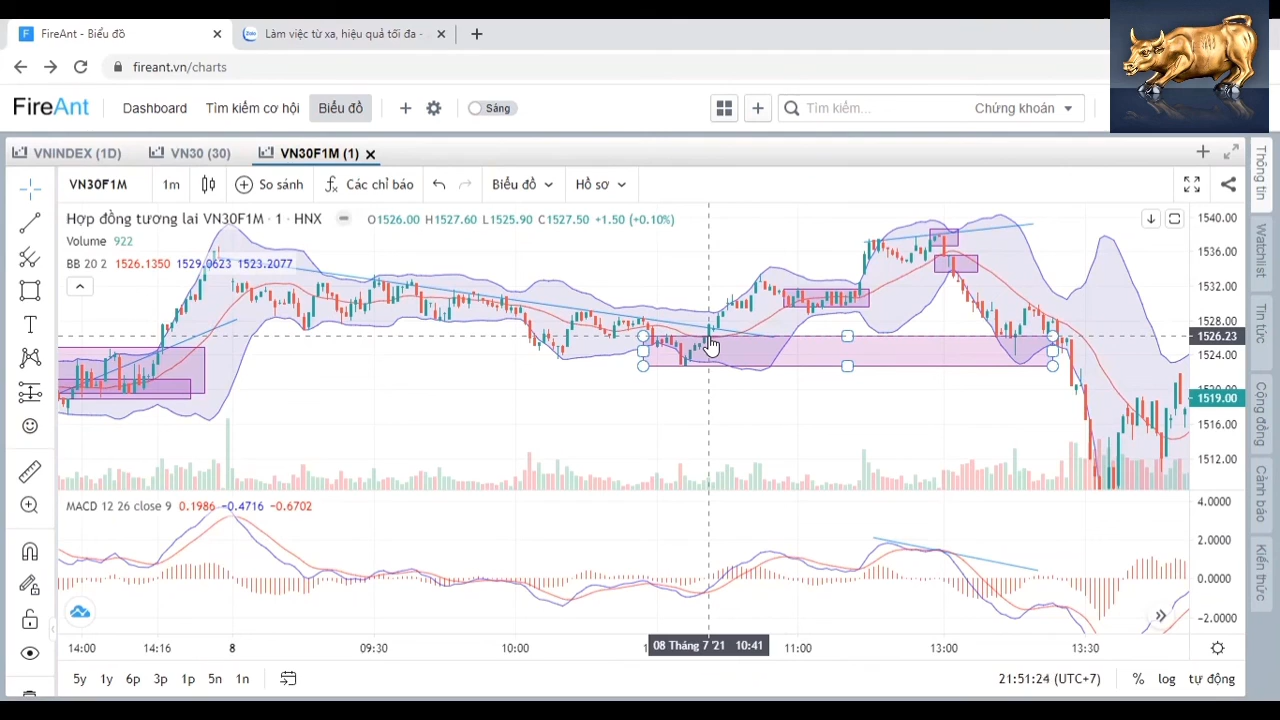 FireAnt - Biểu đồ
Zalo
Làm việc từ xa, hiệu quả tối đa -
fireant.vn/charts
FireAnt
Dashboard
Tìm kiếm cơ hội
Biểu đồ
Sáng
Tìm kiếm...
Chứng khoán
VNINDEX (1D)
VN30 (30)
VN30F1M (1)
VN30F1M
1m
So sánh
Các chỉ báo
Biểu đồ
Hồ sơ
Hợp đồng tương lai VN30F1M · 1 · HNX
O1526.00 H1527.60 L1525.90 C1527.50 +1.50 (+0.10%)
Volume 922
BB 20 2 1526.1350 1529.0623 1523.2077
1540.00
1536.00
1532.00
1528.00
1526.23
1524.00
1520.00
1519.00
1516.00
1512.00
MACD 12 26 close 9 0.1986 -0.4716 -0.6702
4.0000
2.0000
0.0000
-2.0000
14:00
14:16
8
09:30
10:00
08 Tháng 7 '21 10:41
11:00
13:00
13:30
5y
1y
6p
3p
1p
5n
1n
21:51:24 (UTC+7)
%
log
tự động
Thông tin
Watchlist
Tin tức
Cộng đồng
Cảnh báo
Kiến thức